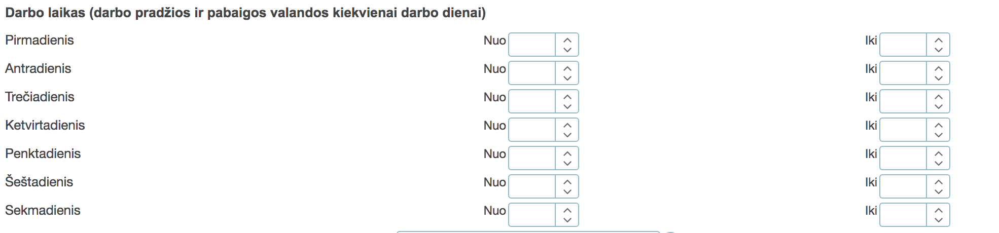 Darbo laikas (darbo pradžios ir pabaigos valandos kiekvienai darbo dienai)
Pirmadienis Nuo Iki
Antradienis Nuo Iki
Trečiadienis Nuo Iki
Ketvirtadienis Nuo Iki
Penktadienis Nuo Iki
Šeštadienis Nuo Iki
Sekmadienis Nuo Iki